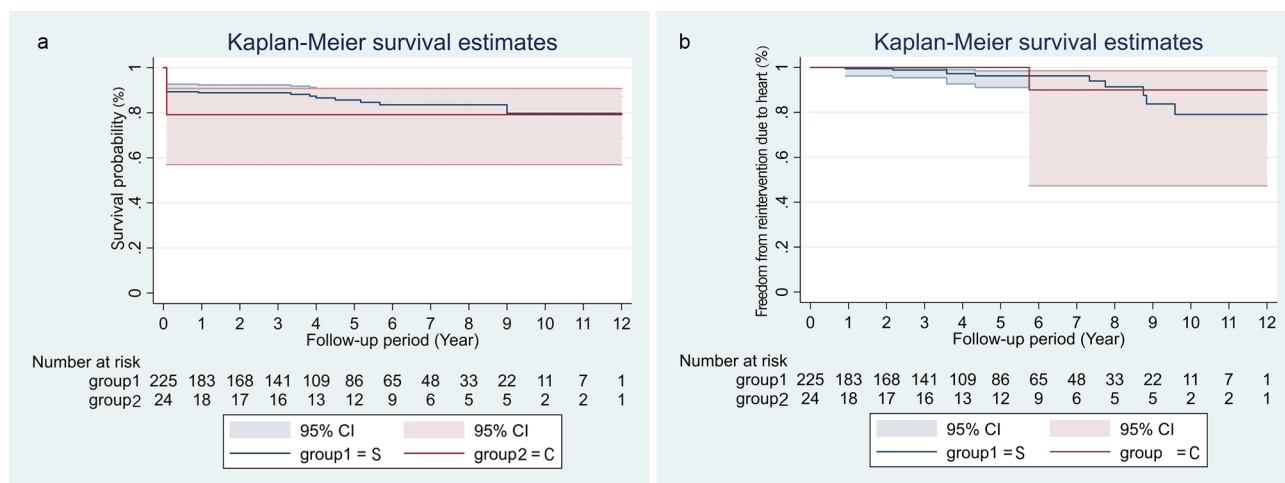 a
Kaplan-Meier survival estimates
Survival probability (%)
1
.8
.6
.4
.2
0
0 1 2 3 4 5 6 7 8 9 10 11 12
Follow-up period (Year)
Number at risk
group1 225 183 168 141 109 86 65 48 33 22 11 7 1
group2 24 18 17 16 13 12 9 6 5 5 2 2 1
95% CI 95% CI
group1 = S group2 = C
b
Kaplan-Meier survival estimates
Freedom from reintervention due to heart (%)
1
.8
.6
.4
.2
0
0 1 2 3 4 5 6 7 8 9 10 11 12
Follow-up period (Year)
Number at risk
group1 225 183 168 141 109 86 65 48 33 22 11 7 1
group2 24 18 17 16 13 12 9 6 5 5 2 2 1
95% CI 95% CI
group1 = S group = C